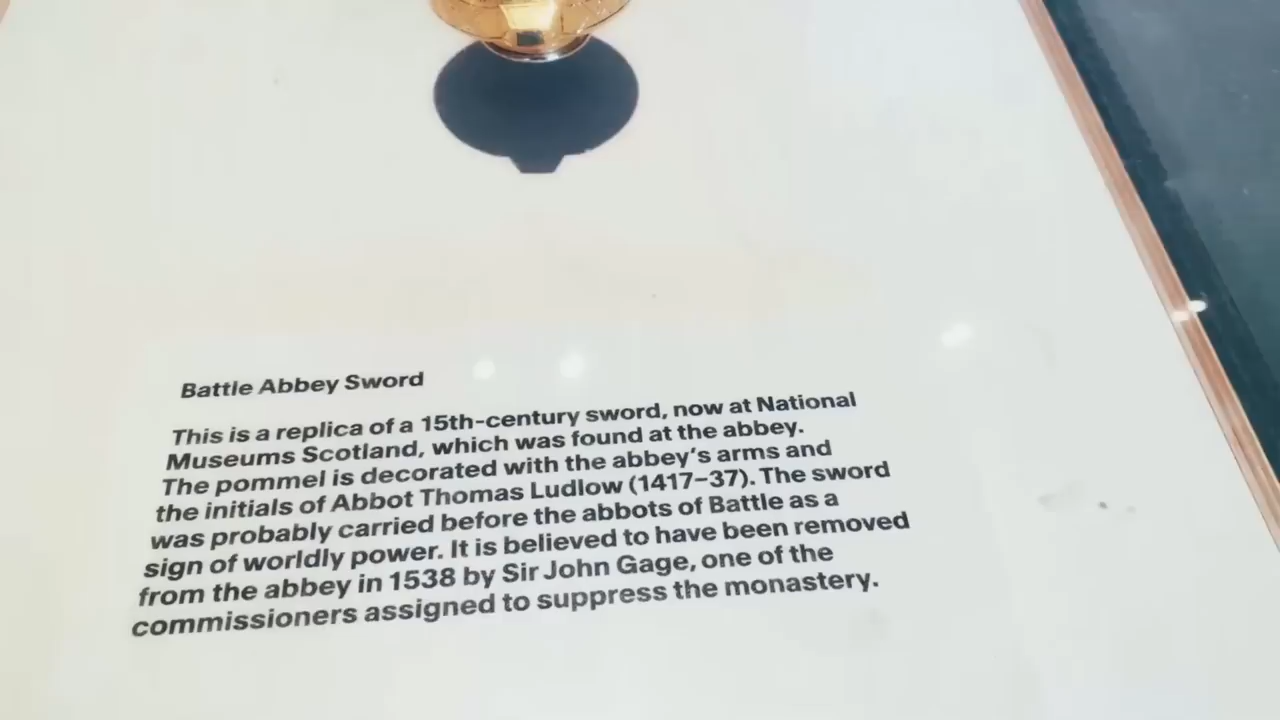 Battle Abbey Sword
This is a replica of a 15th-century sword, now at National
Museums Scotland, which was found at the abbey.
The pommel is decorated with the abbey's arms and
the initials of Abbot Thomas Ludlow (1417–37). The sword
was probably carried before the abbots of Battle as a
sign of worldly power. It is believed to have been removed
from the abbey in 1538 by Sir John Gage, one of the
commissioners assigned to suppress the monastery.